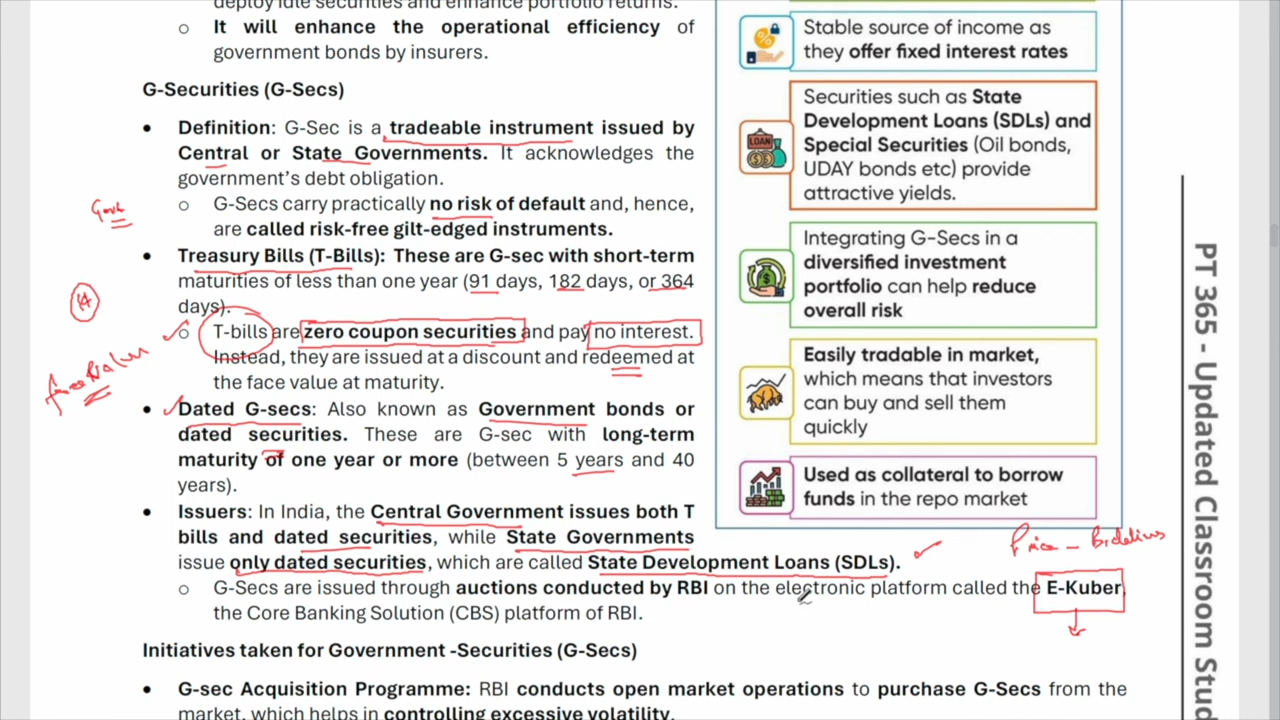 deploy idle securities and enhance portfolio returns.
o It will enhance the operational efficiency of
government bonds by insurers.
G-Securities (G-Secs)
• Definition: G-Sec is a tradeable instrument issued by
Central or State Governments. It acknowledges the
government's debt obligation.
o G-Secs carry practically no risk of default and, hence,
are called risk-free gilt-edged instruments.
• Treasury Bills (T-Bills): These are G-sec with short-term
maturities of less than one year (91 days, 182 days, or 364
days).
o T-bills are zero coupon securities and pay no interest.
Instead, they are issued at a discount and redeemed at
the face value at maturity.
• Dated G-secs: Also known as Government bonds or
dated securities. These are G-sec with long-term
maturity of one year or more (between 5 years and 40
years).
• Issuers: In India, the Central Government issues both T
bills and dated securities, while State Governments
issue only dated securities, which are called State Development Loans (SDLs).
o G-Secs are issued through auctions conducted by RBI on the electronic platform called the E-Kuber,
the Core Banking Solution (CBS) platform of RBI.
Initiatives taken for Government -Securities (G-Secs)
• G-sec Acquisition Programme: RBI conducts open market operations to purchase G-Secs from the
market, which helps in controlling excessive volatility.
Stable source of income as
they offer fixed interest rates
Securities such as State
Development Loans (SDLs) and
Special Securities (Oil bonds,
UDAY bonds etc) provide
attractive yields.
LOAN
Integrating G-Secs in a
diversified investment
portfolio can help reduce
overall risk
Easily tradable in market,
which means that investors
can buy and sell them
quickly
Used as collateral to borrow
funds in the repo market
PT 365 - Updated Classroom Stud